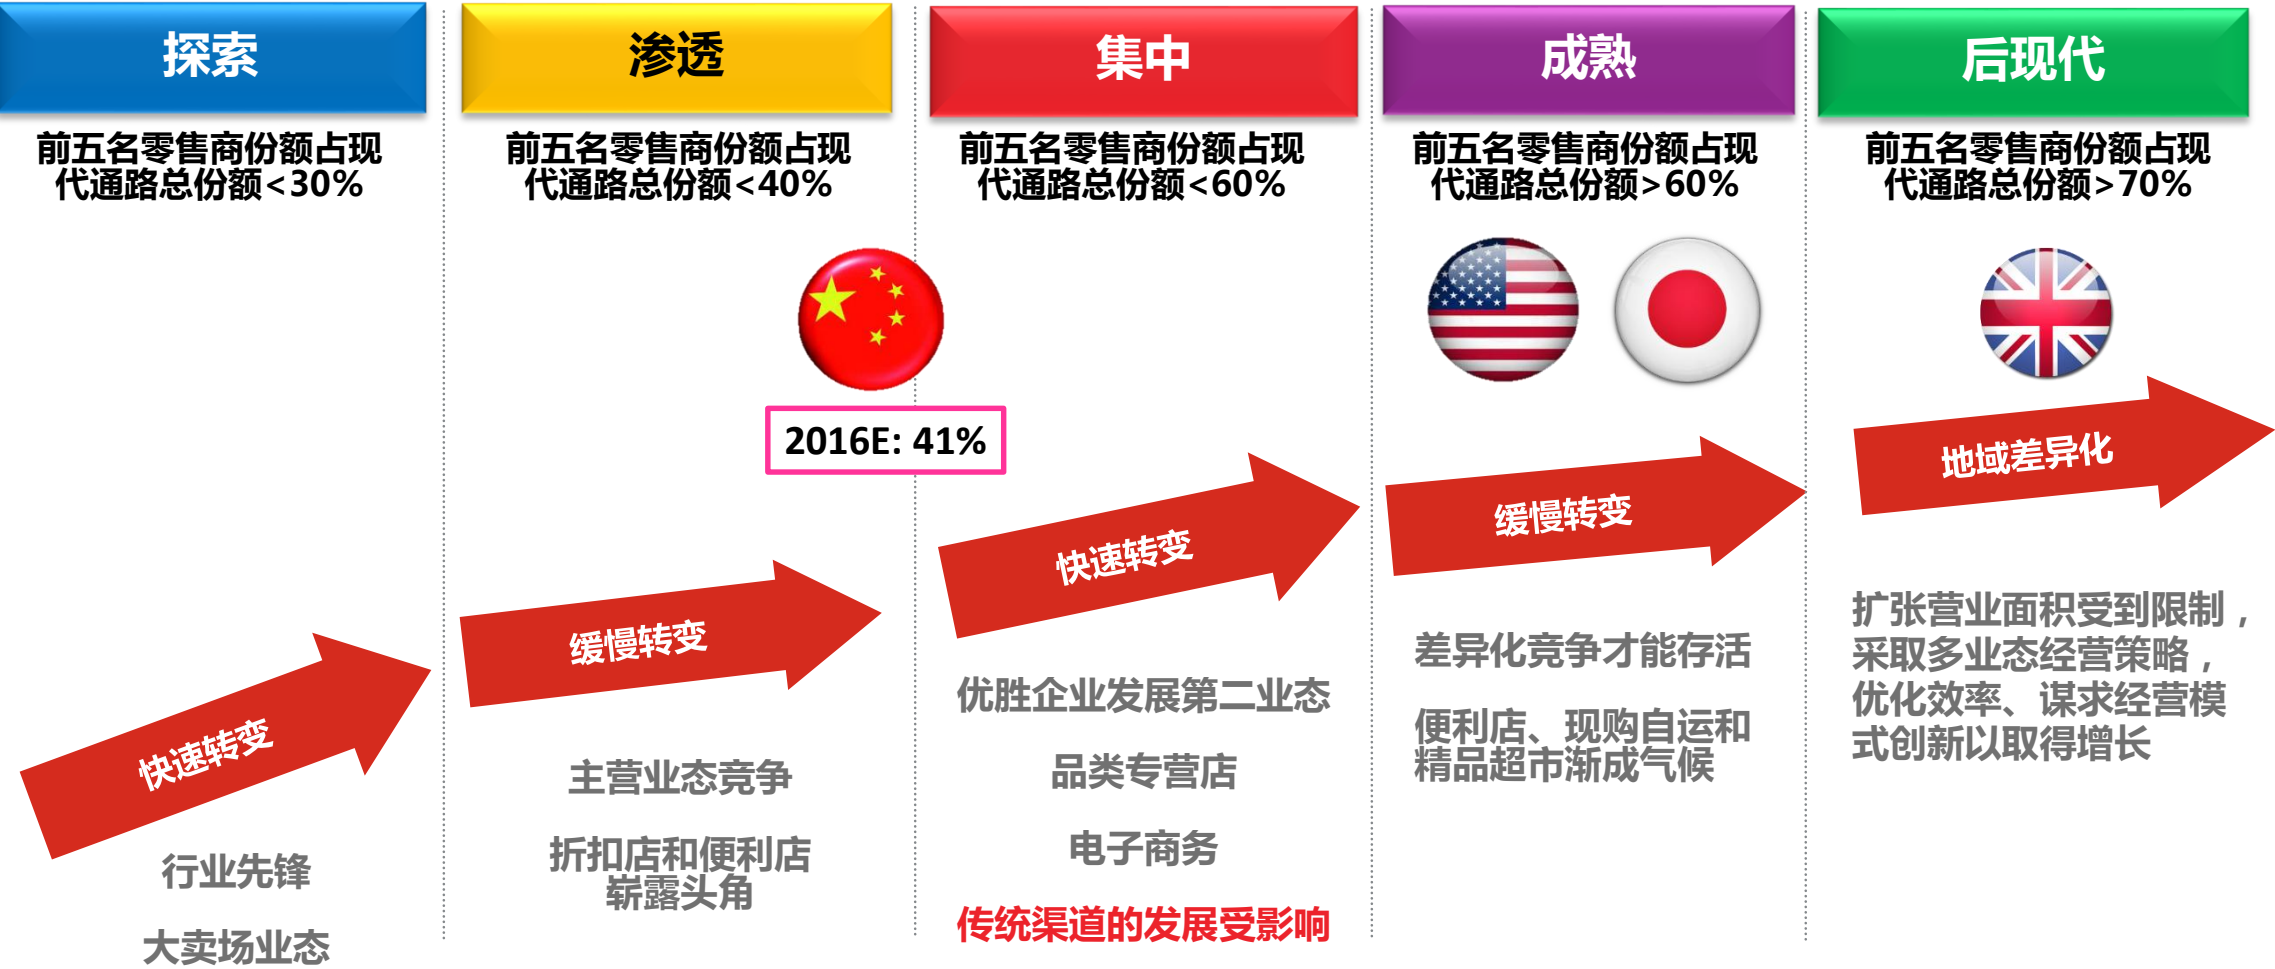 探索
前五名零售商份额占现
代通路总份额<30%
快速转变
行业先锋
大卖场业态
渗透
前五名零售商份额占现
代通路总份额<40%
2016E: 41%
缓慢转变
主营业态竞争
折扣店和便利店
崭露头角
集中
前五名零售商份额占现
代通路总份额<60%
快速转变
优胜企业发展第二业态
品类专营店
电子商务
传统渠道的发展受影响
成熟
前五名零售商份额占现
代通路总份额>60%
缓慢转变
差异化竞争才能存活
便利店、现购自运和
精品超市渐成气候
后现代
前五名零售商份额占现
代通路总份额>70%
地域差异化
扩张营业面积受到限制，
采取多业态经营策略，
优化效率、谋求经营模
式创新以取得增长